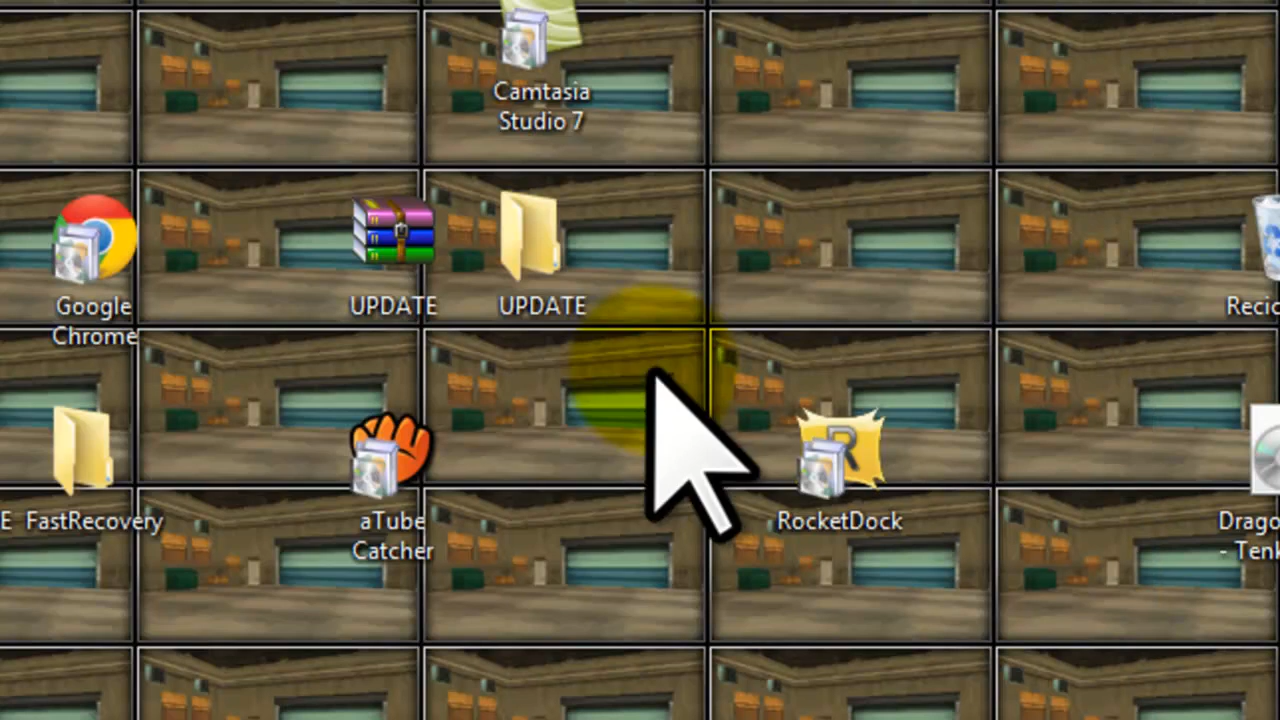 Camtasia
Studio 7
Google
Chrome
UPDATE
UPDATE
Recic
E FastRecovery
aTube
Catcher
RocketDock
Drago
- Tenk